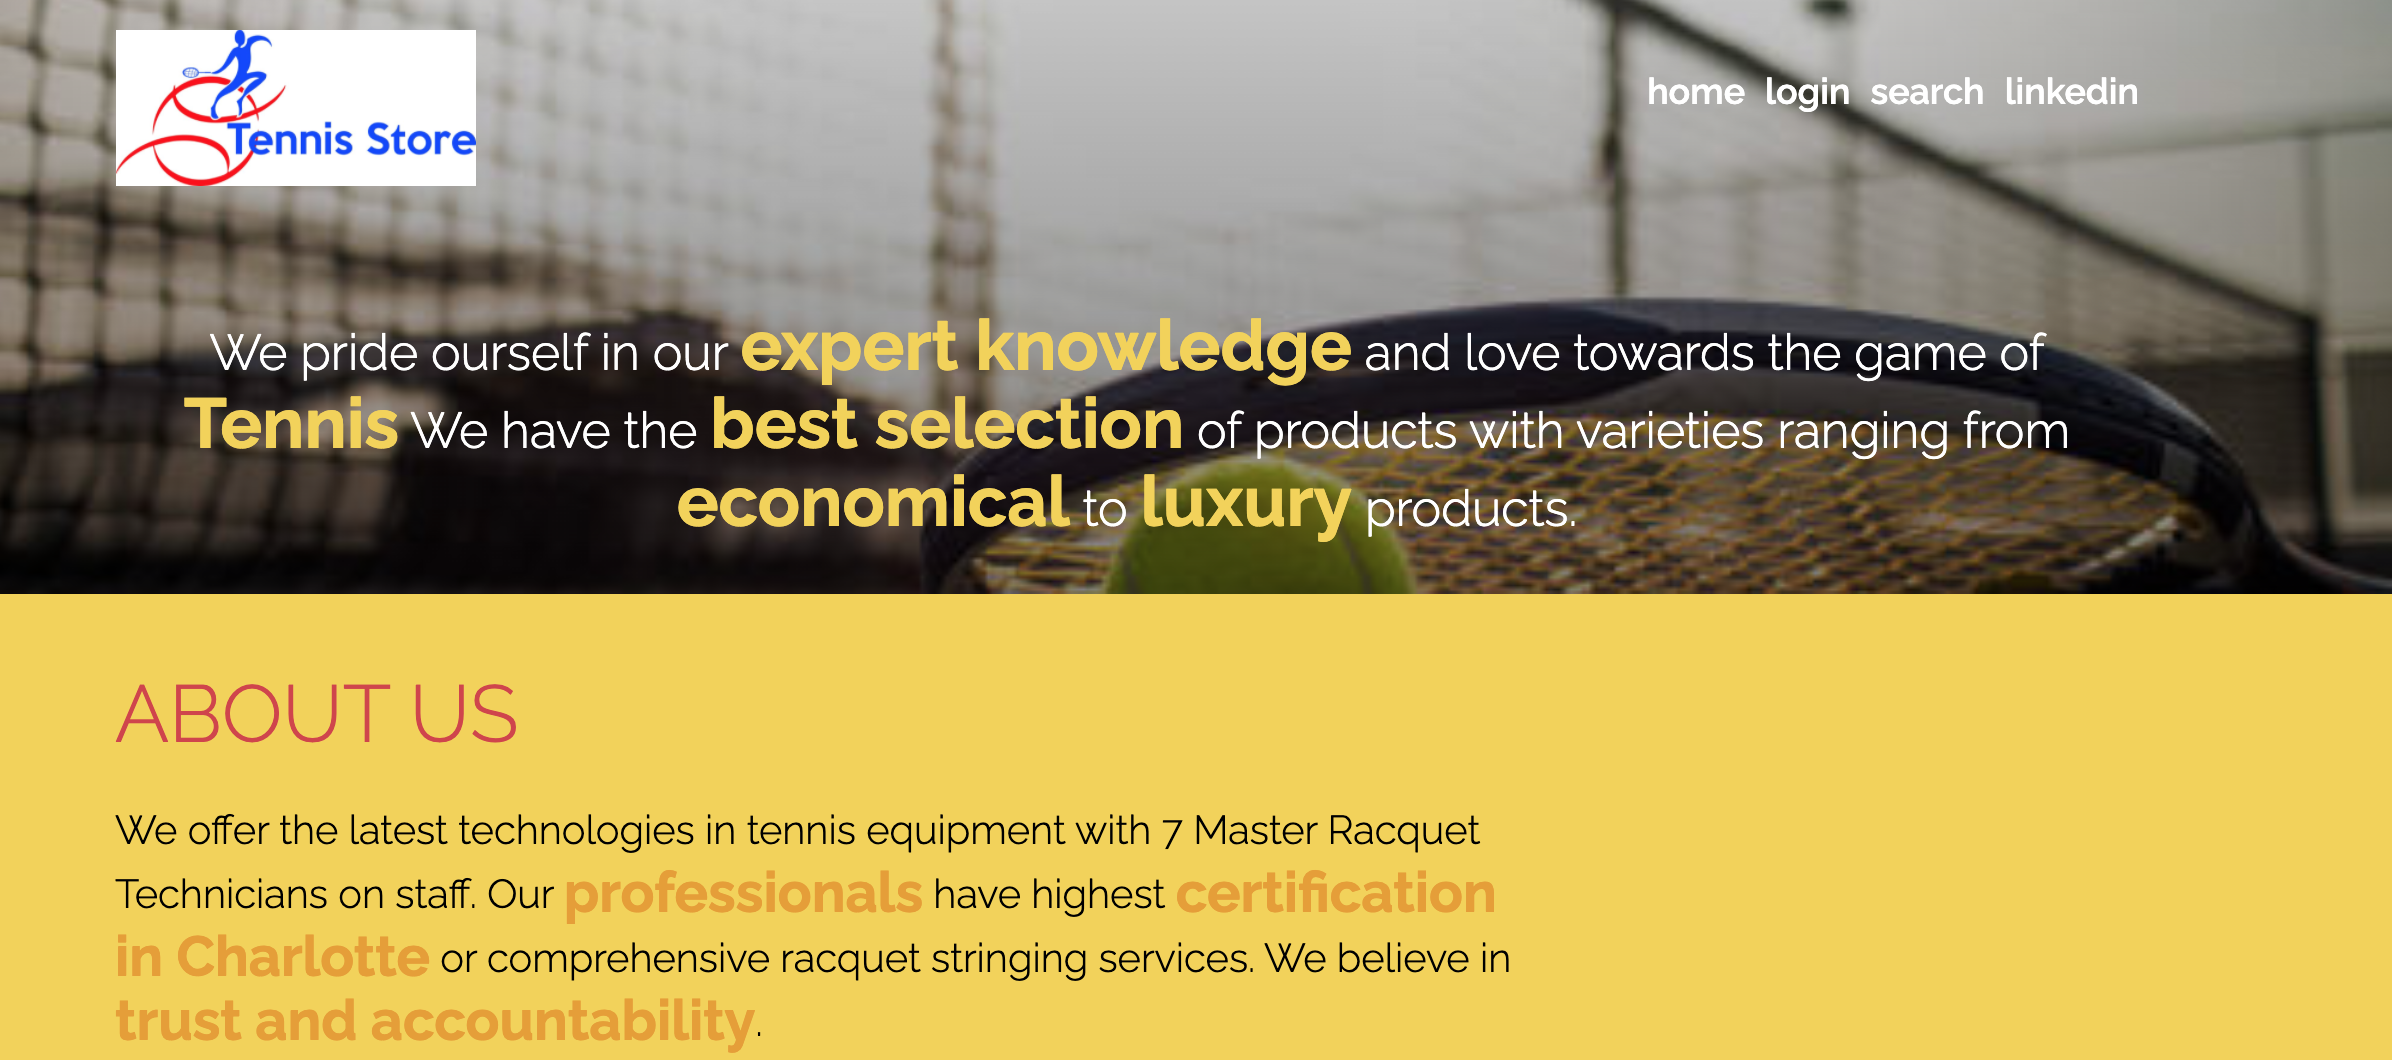 Tennis Store
home login search linkedin
We pride ourself in our expert knowledge and love towards the game of
Tennis We have the best selection of products with varieties ranging from
economical to luxury products.
ABOUT US
We offer the latest technologies in tennis equipment with 7 Master Racquet
Technicians on staff. Our professionals have highest certification
in Charlotte or comprehensive racquet stringing services. We believe in
trust and accountability.